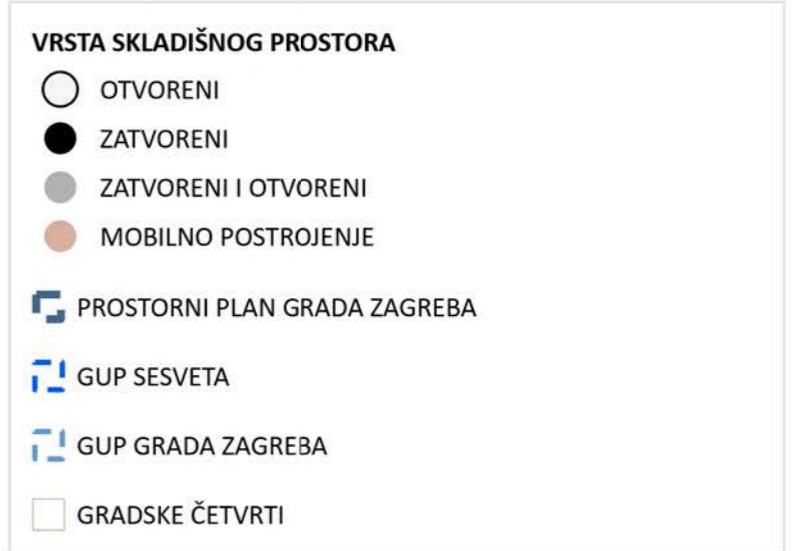 VRSTA SKLADIŠNOG PROSTORA
OTVORENI
ZATVORENI
ZATVORENI I OTVORENI
MOBILNO POSTROJENJE
PROSTORNI PLAN GRADA ZAGREBA
GUP SESVETA
GUP GRADA ZAGREBA
GRADSKE ČETVRTI